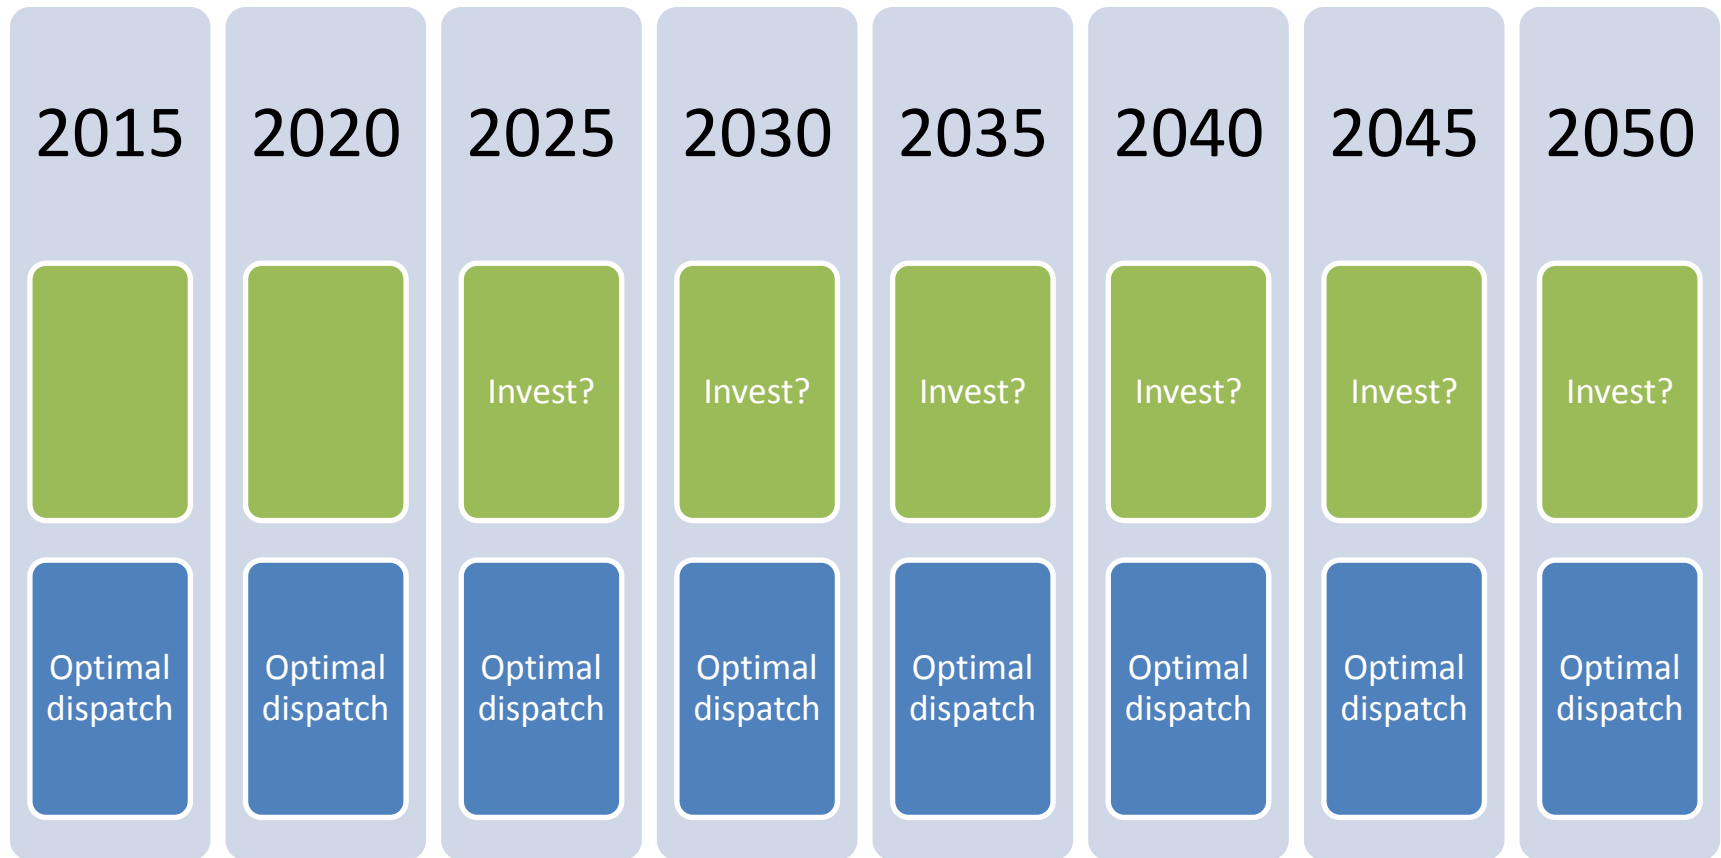 2015 2020 2025 2030 2035 2040 2045 2050
Invest? Invest? Invest? Invest? Invest? Invest?
Optimal Optimal Optimal Optimal Optimal Optimal Optimal Optimal
dispatch dispatch dispatch dispatch dispatch dispatch dispatch dispatch